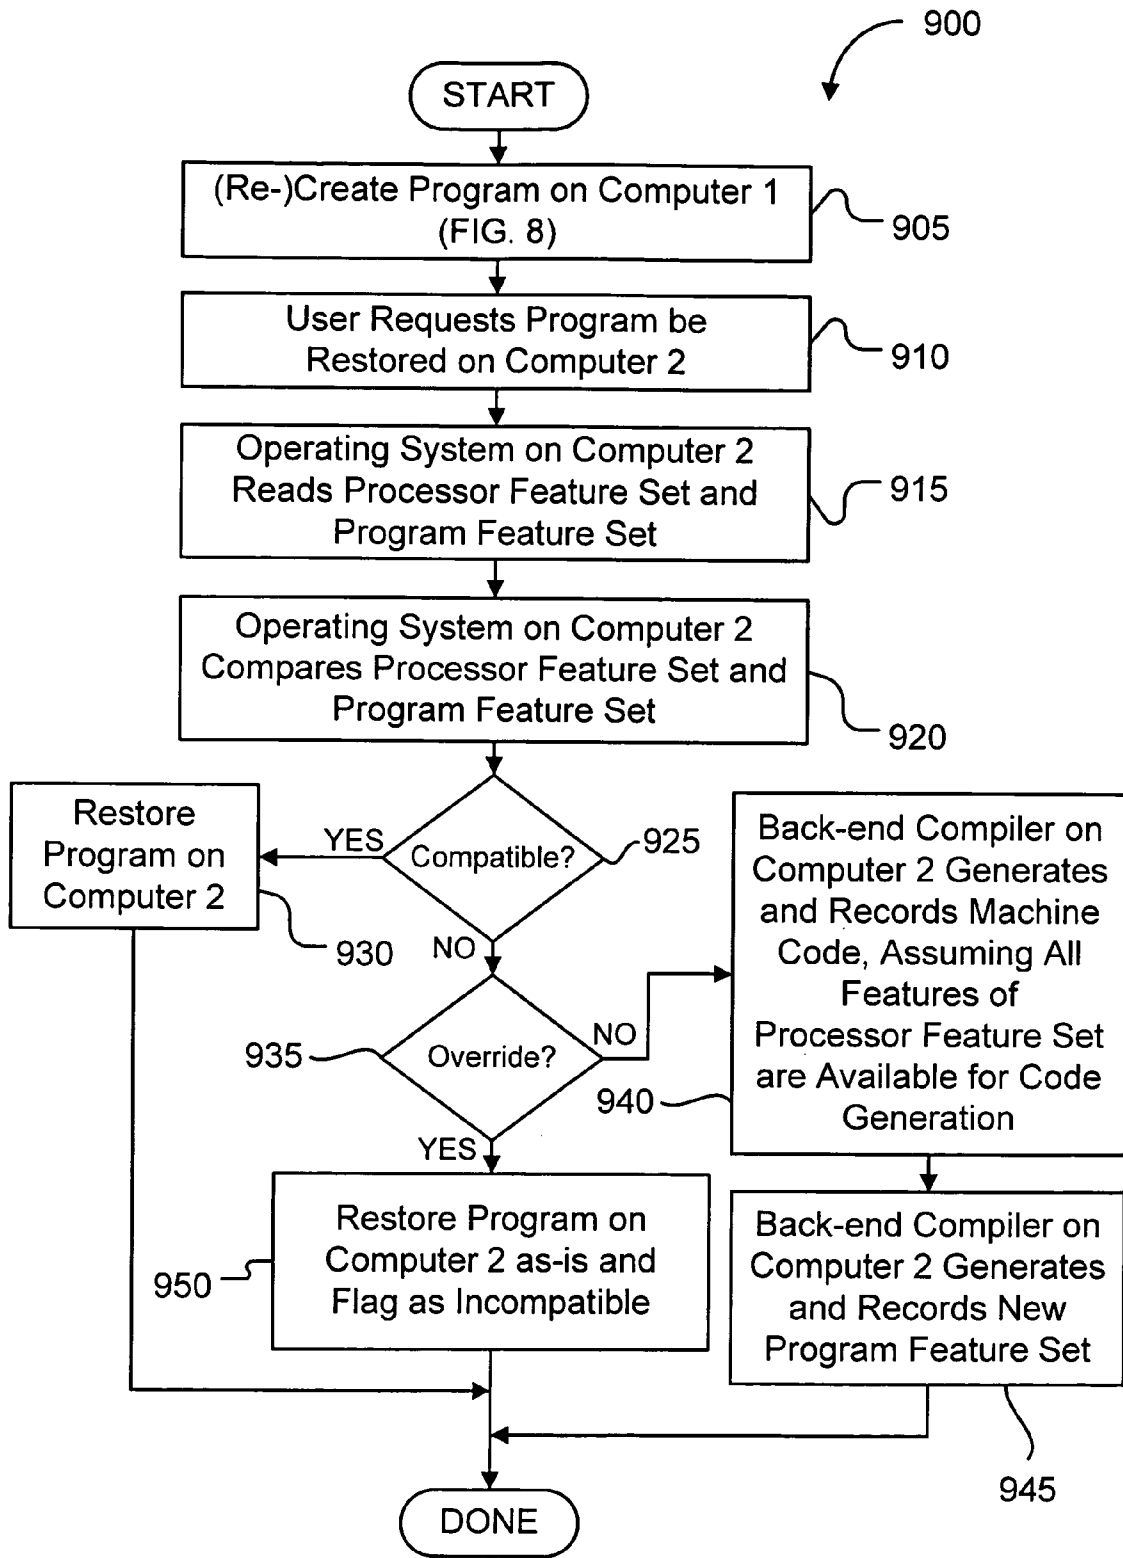 900
START
(Re-)Create Program on Computer 1
(FIG. 8)
905
User Requests Program be
Restored on Computer 2
910
Operating System on Computer 2
Reads Processor Feature Set and
Program Feature Set
915
Operating System on Computer 2
Compares Processor Feature Set and
Program Feature Set
920
Compatible?
925
YES
Restore
Program on
Computer 2
930
NO
Override?
935
NO
Back-end Compiler on
Computer 2 Generates
and Records Machine
Code, Assuming All
Features of
Processor Feature Set
are Available for Code
Generation
940
YES
Restore Program on
Computer 2 as-is and
Flag as Incompatible
950
Back-end Compiler on
Computer 2 Generates
and Records New
Program Feature Set
945
DONE